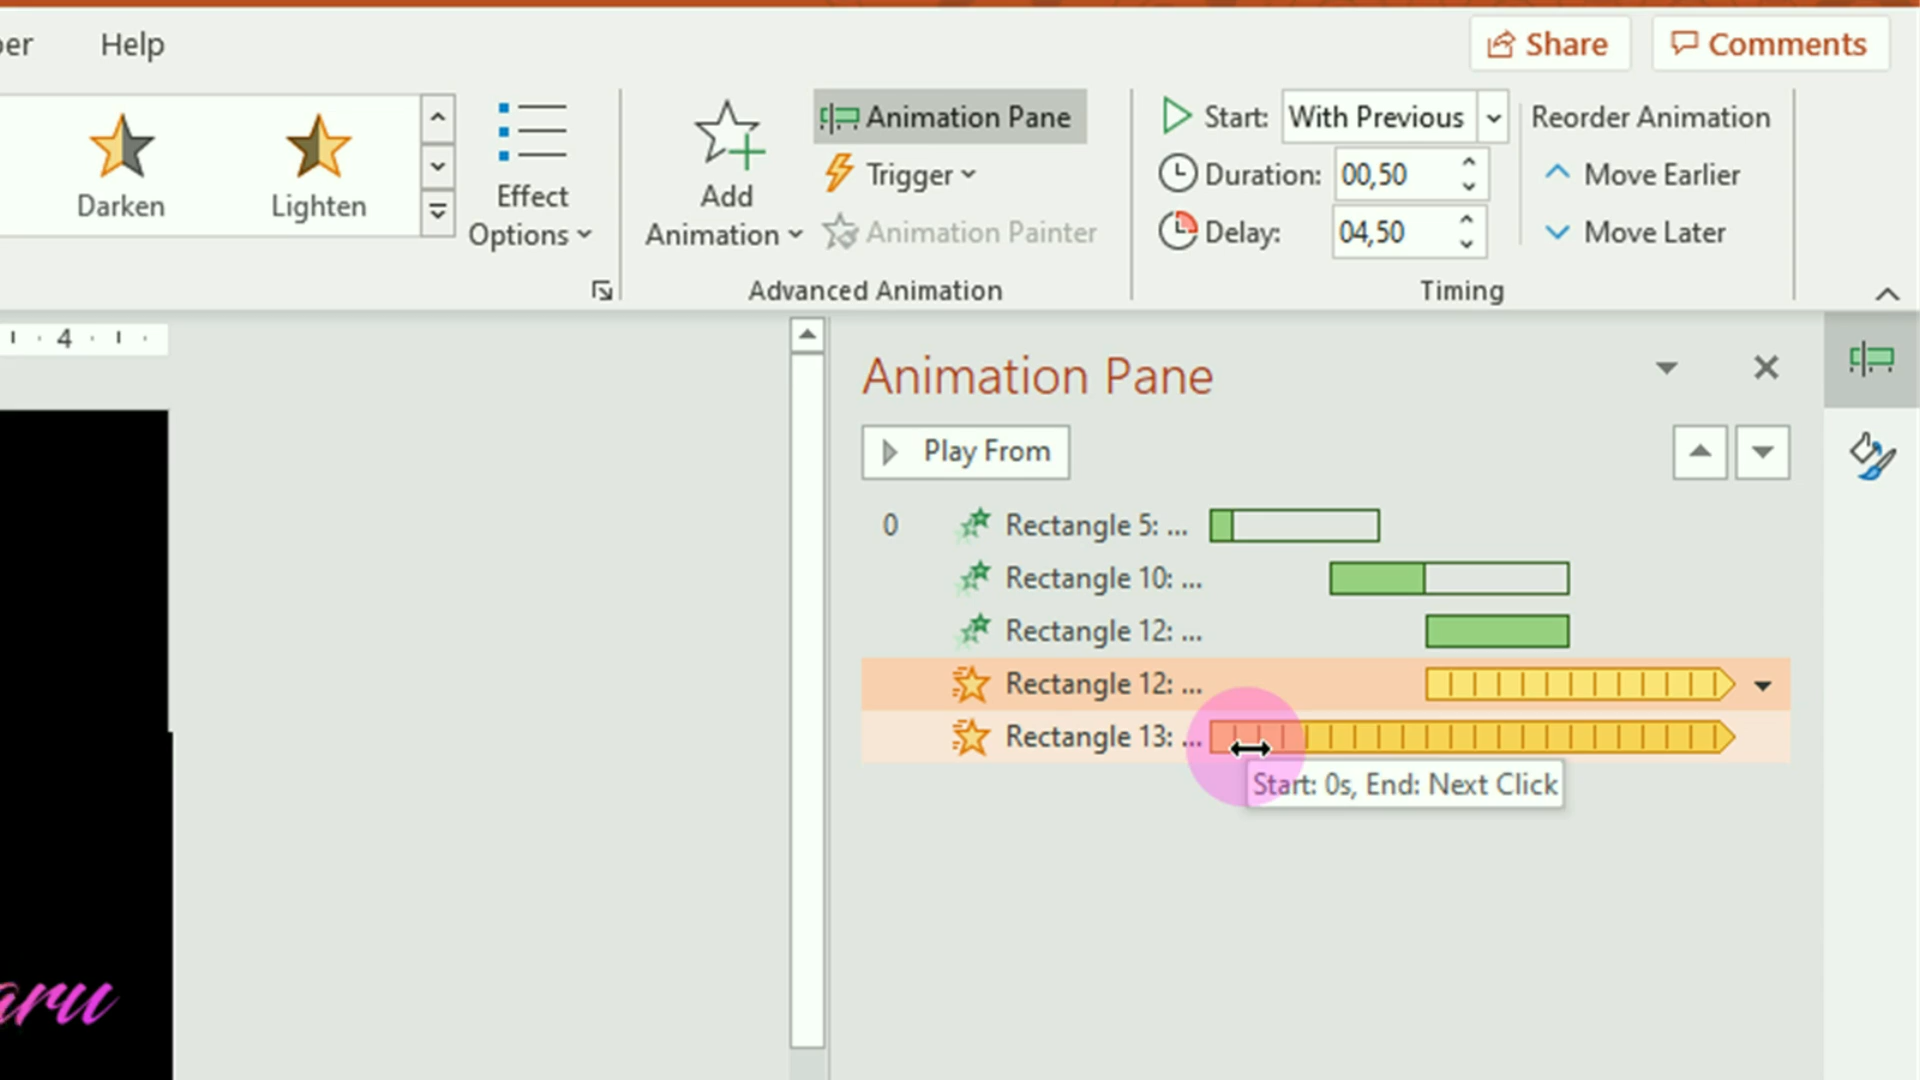 er
Help
Share
Comments
Darken
Lighten
Effect
Options
Add
Animation
Animation Pane
Trigger
Animation Painter
Advanced Animation
Start: With Previous
Duration: 00,50
Delay: 04,50
Reorder Animation
Move Earlier
Move Later
Timing
4
Animation Pane
Play From
0 Rectangle 5: ...
Rectangle 10: ...
Rectangle 12: ...
Rectangle 12: ...
Rectangle 13: ...
Start: 0s, End: Next Click
aru